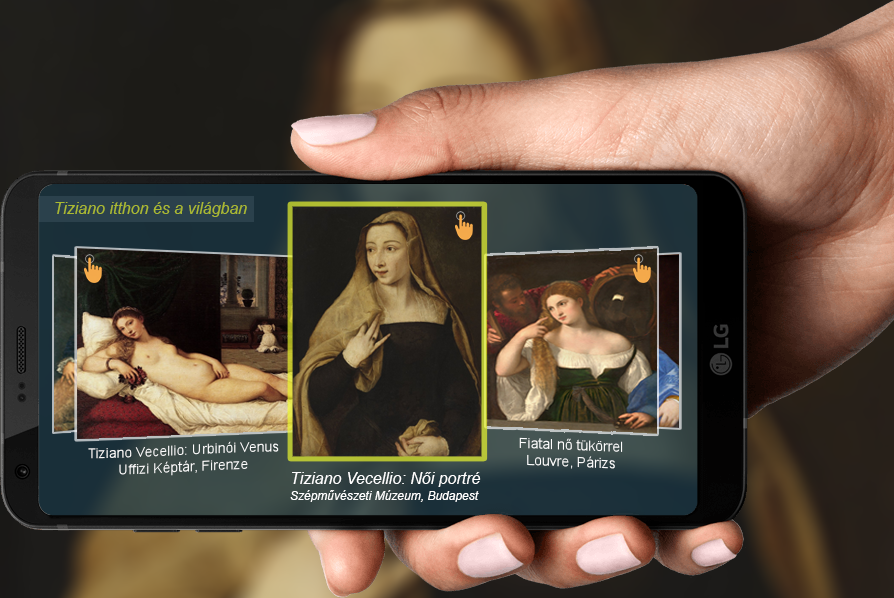 Tiziano itthon és a világban
Tiziano Vecellio: Urbinói Venus
Uffizi Képtár, Firenze
Tiziano Vecellio: Női portré
Szépművészeti Múzeum, Budapest
Fiatal nő tükörrel
Louvre, Párizs
LG